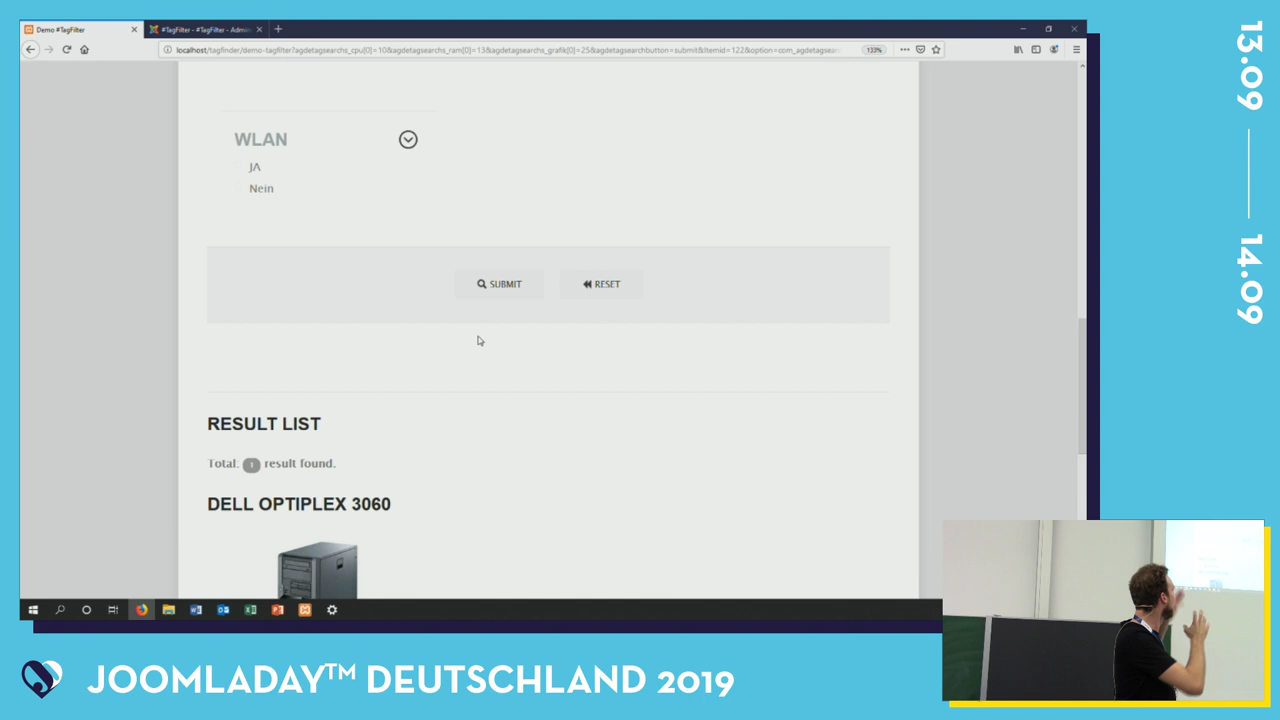 Demo #TagFilter
#TagFilter - #TagFilter - Admin
localhost/tagfinder/demo-tagfilter?agdetagsearchs_cpu[0]=10&agdetagsearchs_ram[0]=13&agdetagsearchs_grafik[0]=25&agdetagsearchbutton=submit&Itemid=122&option=com_agdetagsear
133%
WLAN
JA
Nein
SUBMIT
RESET
RESULT LIST
Total. 1 result found.
DELL OPTIPLEX 3060
JOOMLADAY™ DEUTSCHLAND 2019
13.09
14.09